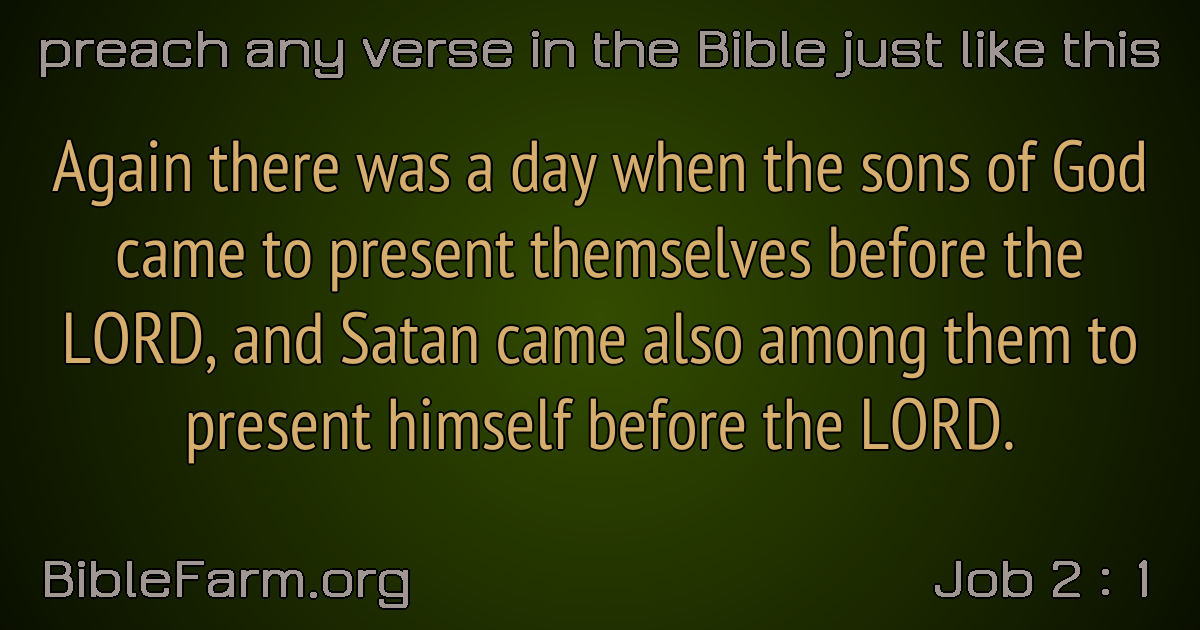 preach any verse in the Bible just like this
Again there was a day when the sons of God
came to present themselves before the
LORD, and Satan came also among them to
present himself before the LORD.
BibleFarm.org
Job 2 : 1